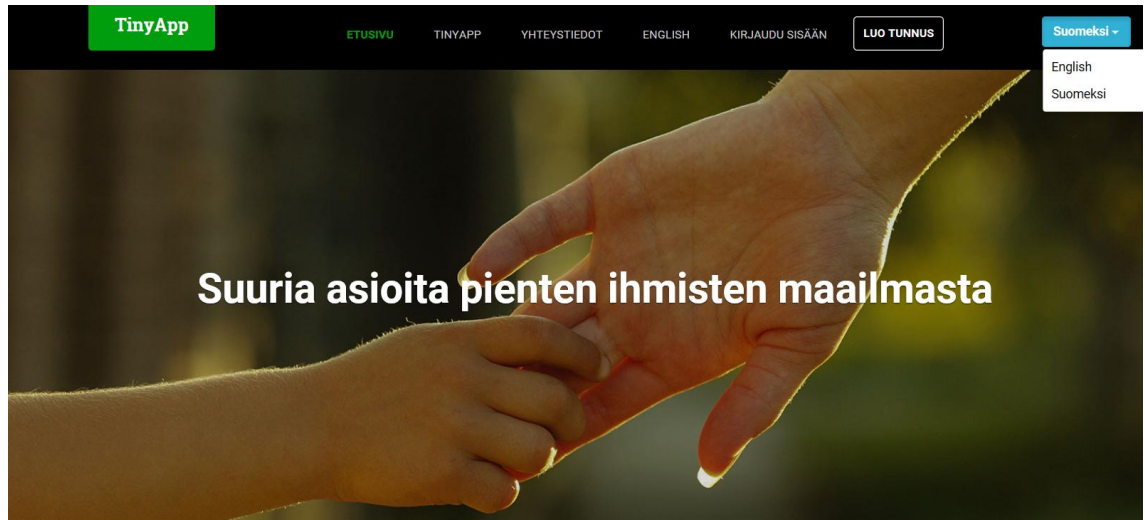 TinyApp
ETUSIVU TINYAPP YHTEYSTIEDOT ENGLISH KIRJAUDU SISÄÄN LUO TUNNUS Suomeksi
English
Suomeksi
Suuria asioita pienten ihmisten maailmasta